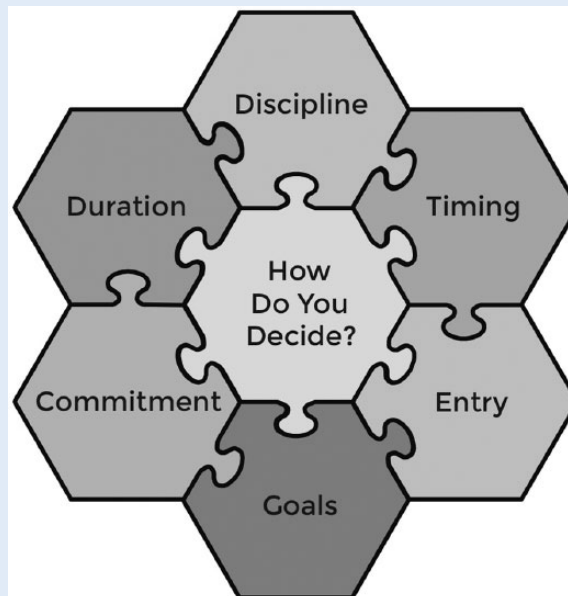 Discipline
Duration
Timing
How
Do You
Decide?
Commitment
Entry
Goals